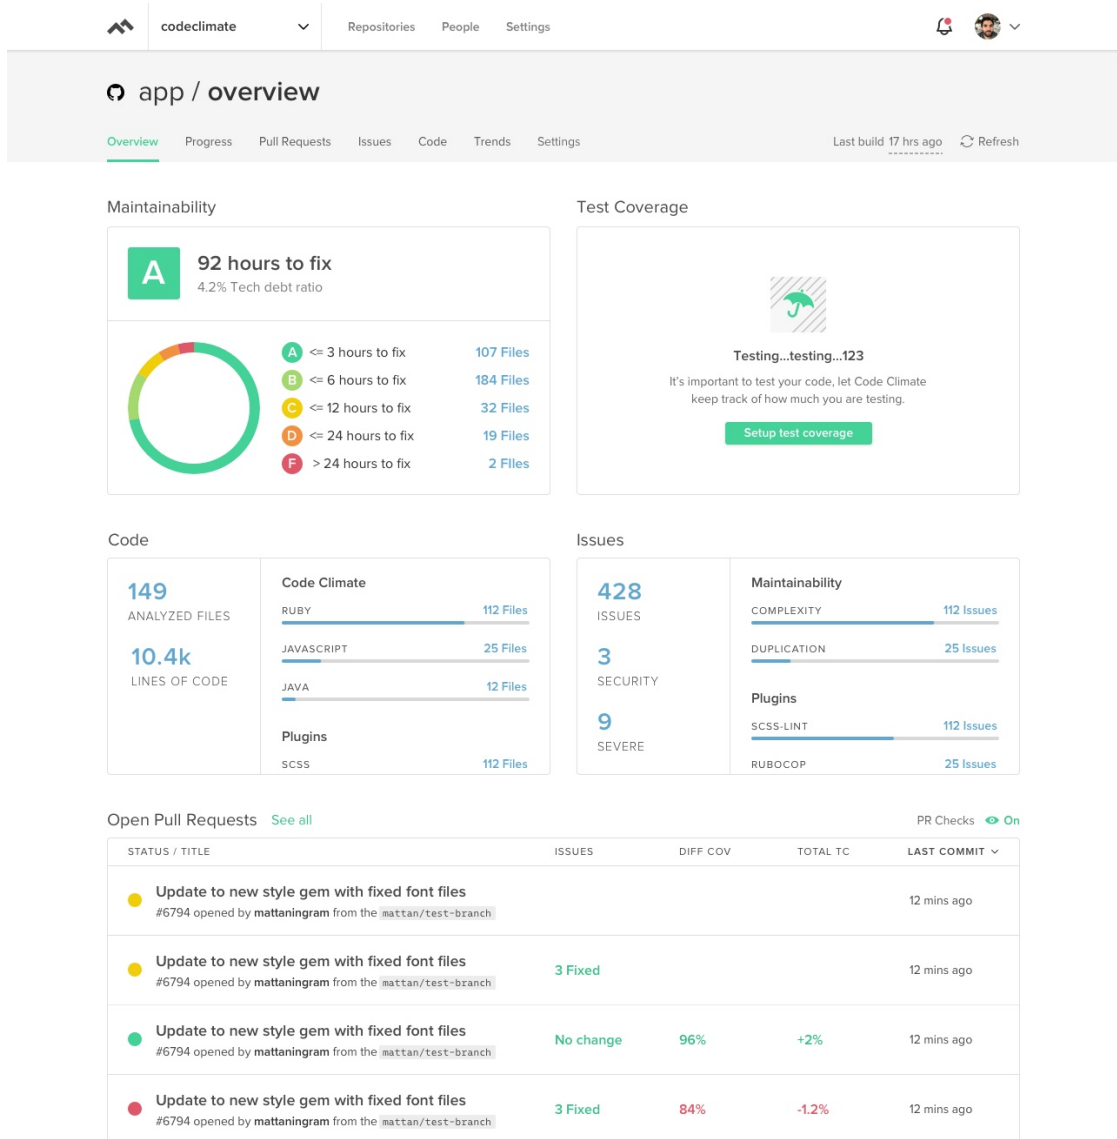 codeclimate
Repositories People Settings
app / overview
Overview Progress Pull Requests Issues Code Trends Settings
Last build 17 hrs ago Refresh
Maintainability
A
92 hours to fix
4.2% Tech debt ratio
A <= 3 hours to fix 107 Files
B <= 6 hours to fix 184 Files
C <= 12 hours to fix 32 Files
D <= 24 hours to fix 19 Files
F > 24 hours to fix 2 FIles
Test Coverage
Testing...testing...123
It's important to test your code, let Code Climate
keep track of how much you are testing.
Setup test coverage
Code
149
ANALYZED FILES
10.4k
LINES OF CODE
Code Climate
RUBY 112 Files
JAVASCRIPT 25 Files
JAVA 12 Files
Plugins
SCSS 112 Files
Issues
428
ISSUES
3
SECURITY
9
SEVERE
Maintainability
COMPLEXITY 112 Issues
DUPLICATION 25 Issues
Plugins
SCSS-LINT 112 Issues
RUBOCOP 25 Issues
Open Pull Requests See all
PR Checks On
STATUS / TITLE ISSUES DIFF COV TOTAL TC LAST COMMIT
Update to new style gem with fixed font files
#6794 opened by mattaningram from the mattan/test-branch
12 mins ago
Update to new style gem with fixed font files
#6794 opened by mattaningram from the mattan/test-branch
3 Fixed 12 mins ago
Update to new style gem with fixed font files
#6794 opened by mattaningram from the mattan/test-branch
No change 96% +2% 12 mins ago
Update to new style gem with fixed font files
#6794 opened by mattaningram from the mattan/test-branch
3 Fixed 84% -1.2% 12 mins ago